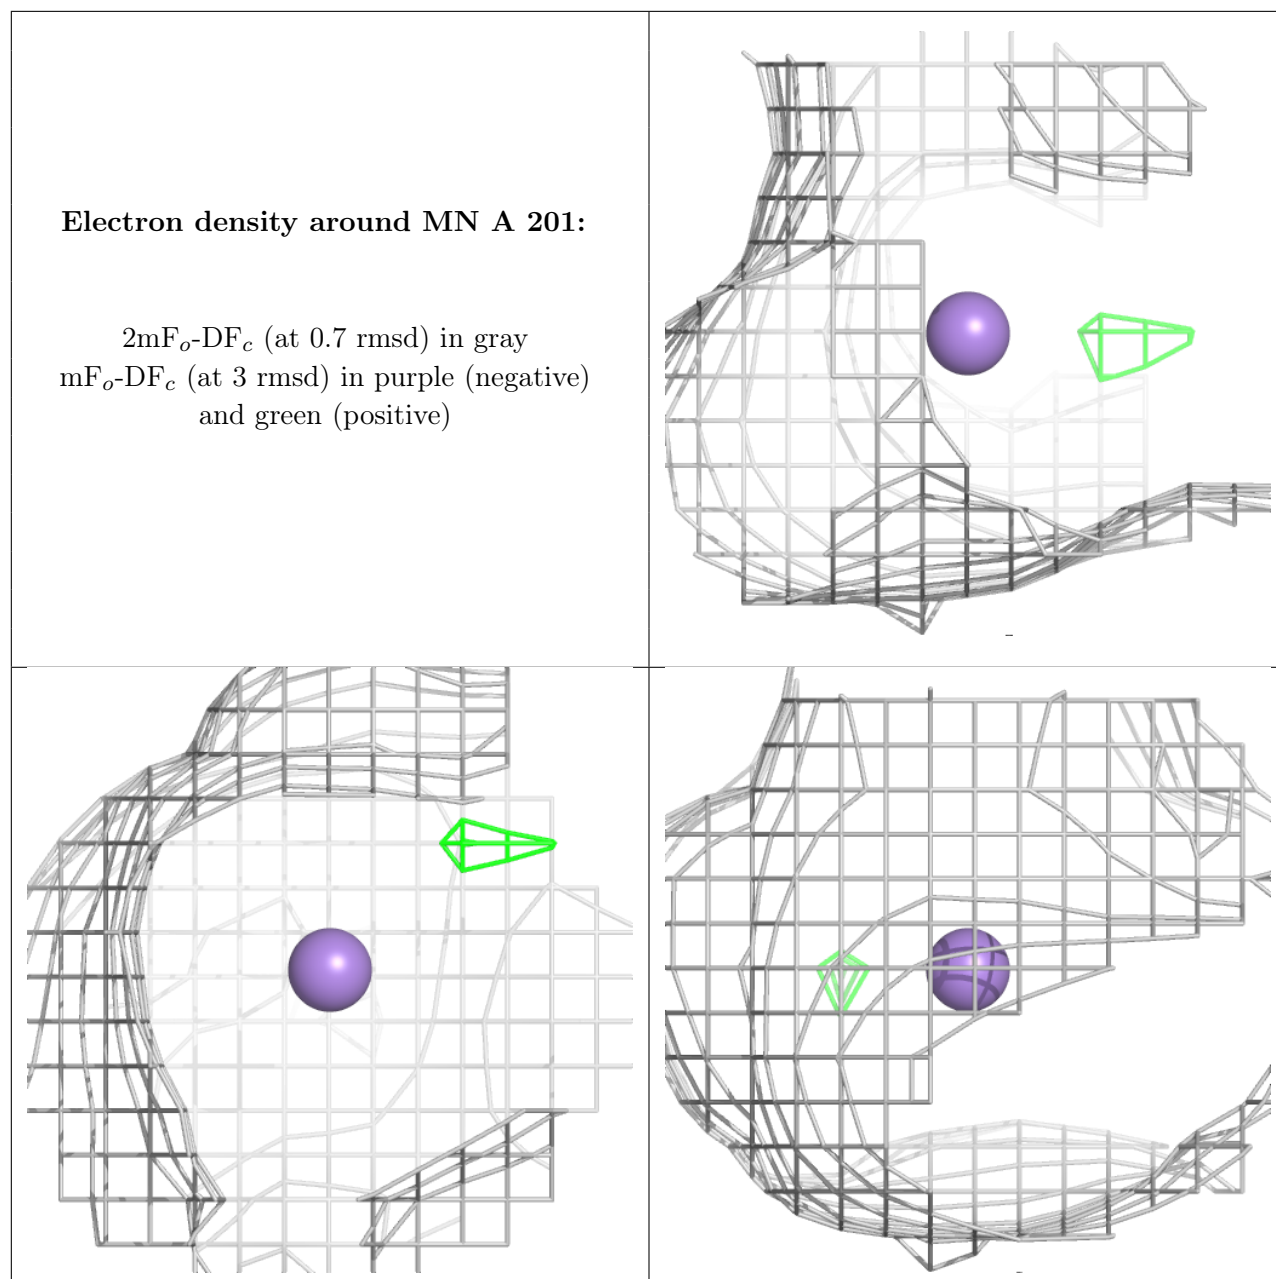 Electron density around MN A 201:
2mFo-DFc (at 0.7 rmsd) in gray
mFo-DFc (at 3 rmsd) in purple (negative)
and green (positive)